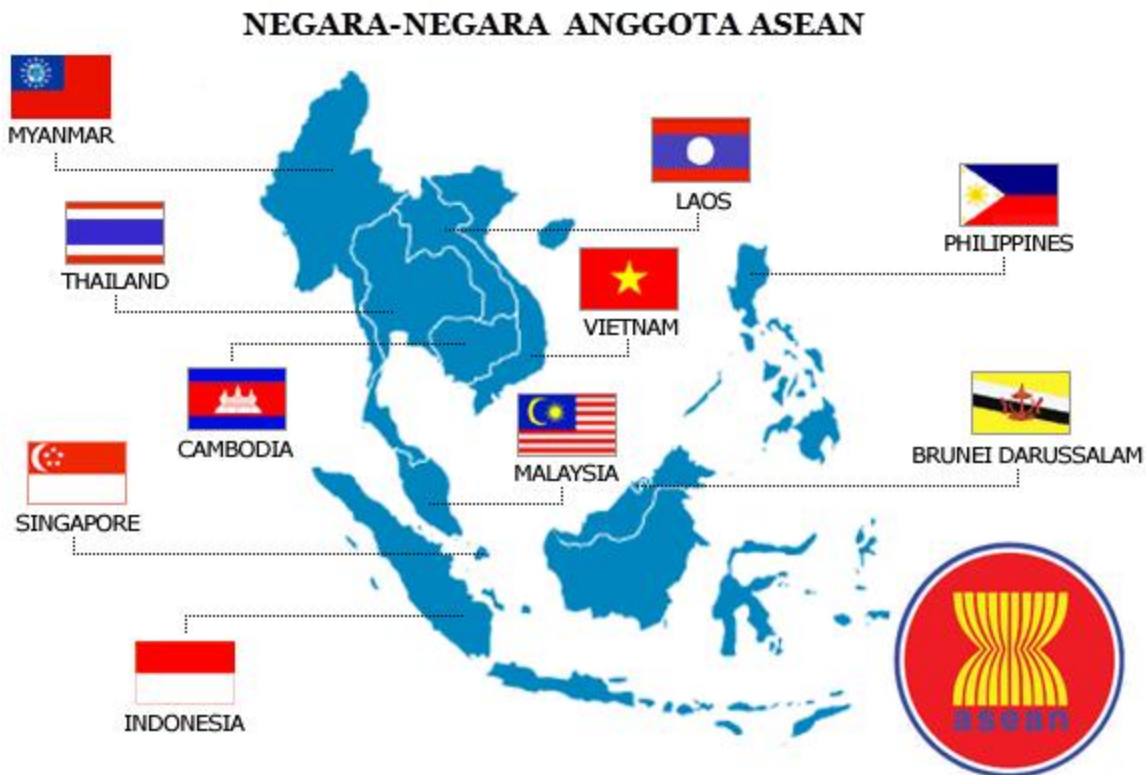 NEGARA-NEGARA ANGGOTA ASEAN
MYANMAR
LAOS
PHILIPPINES
THAILAND
VIETNAM
CAMBODIA
MALAYSIA
BRUNEI DARUSSALAM
SINGAPORE
INDONESIA
asean